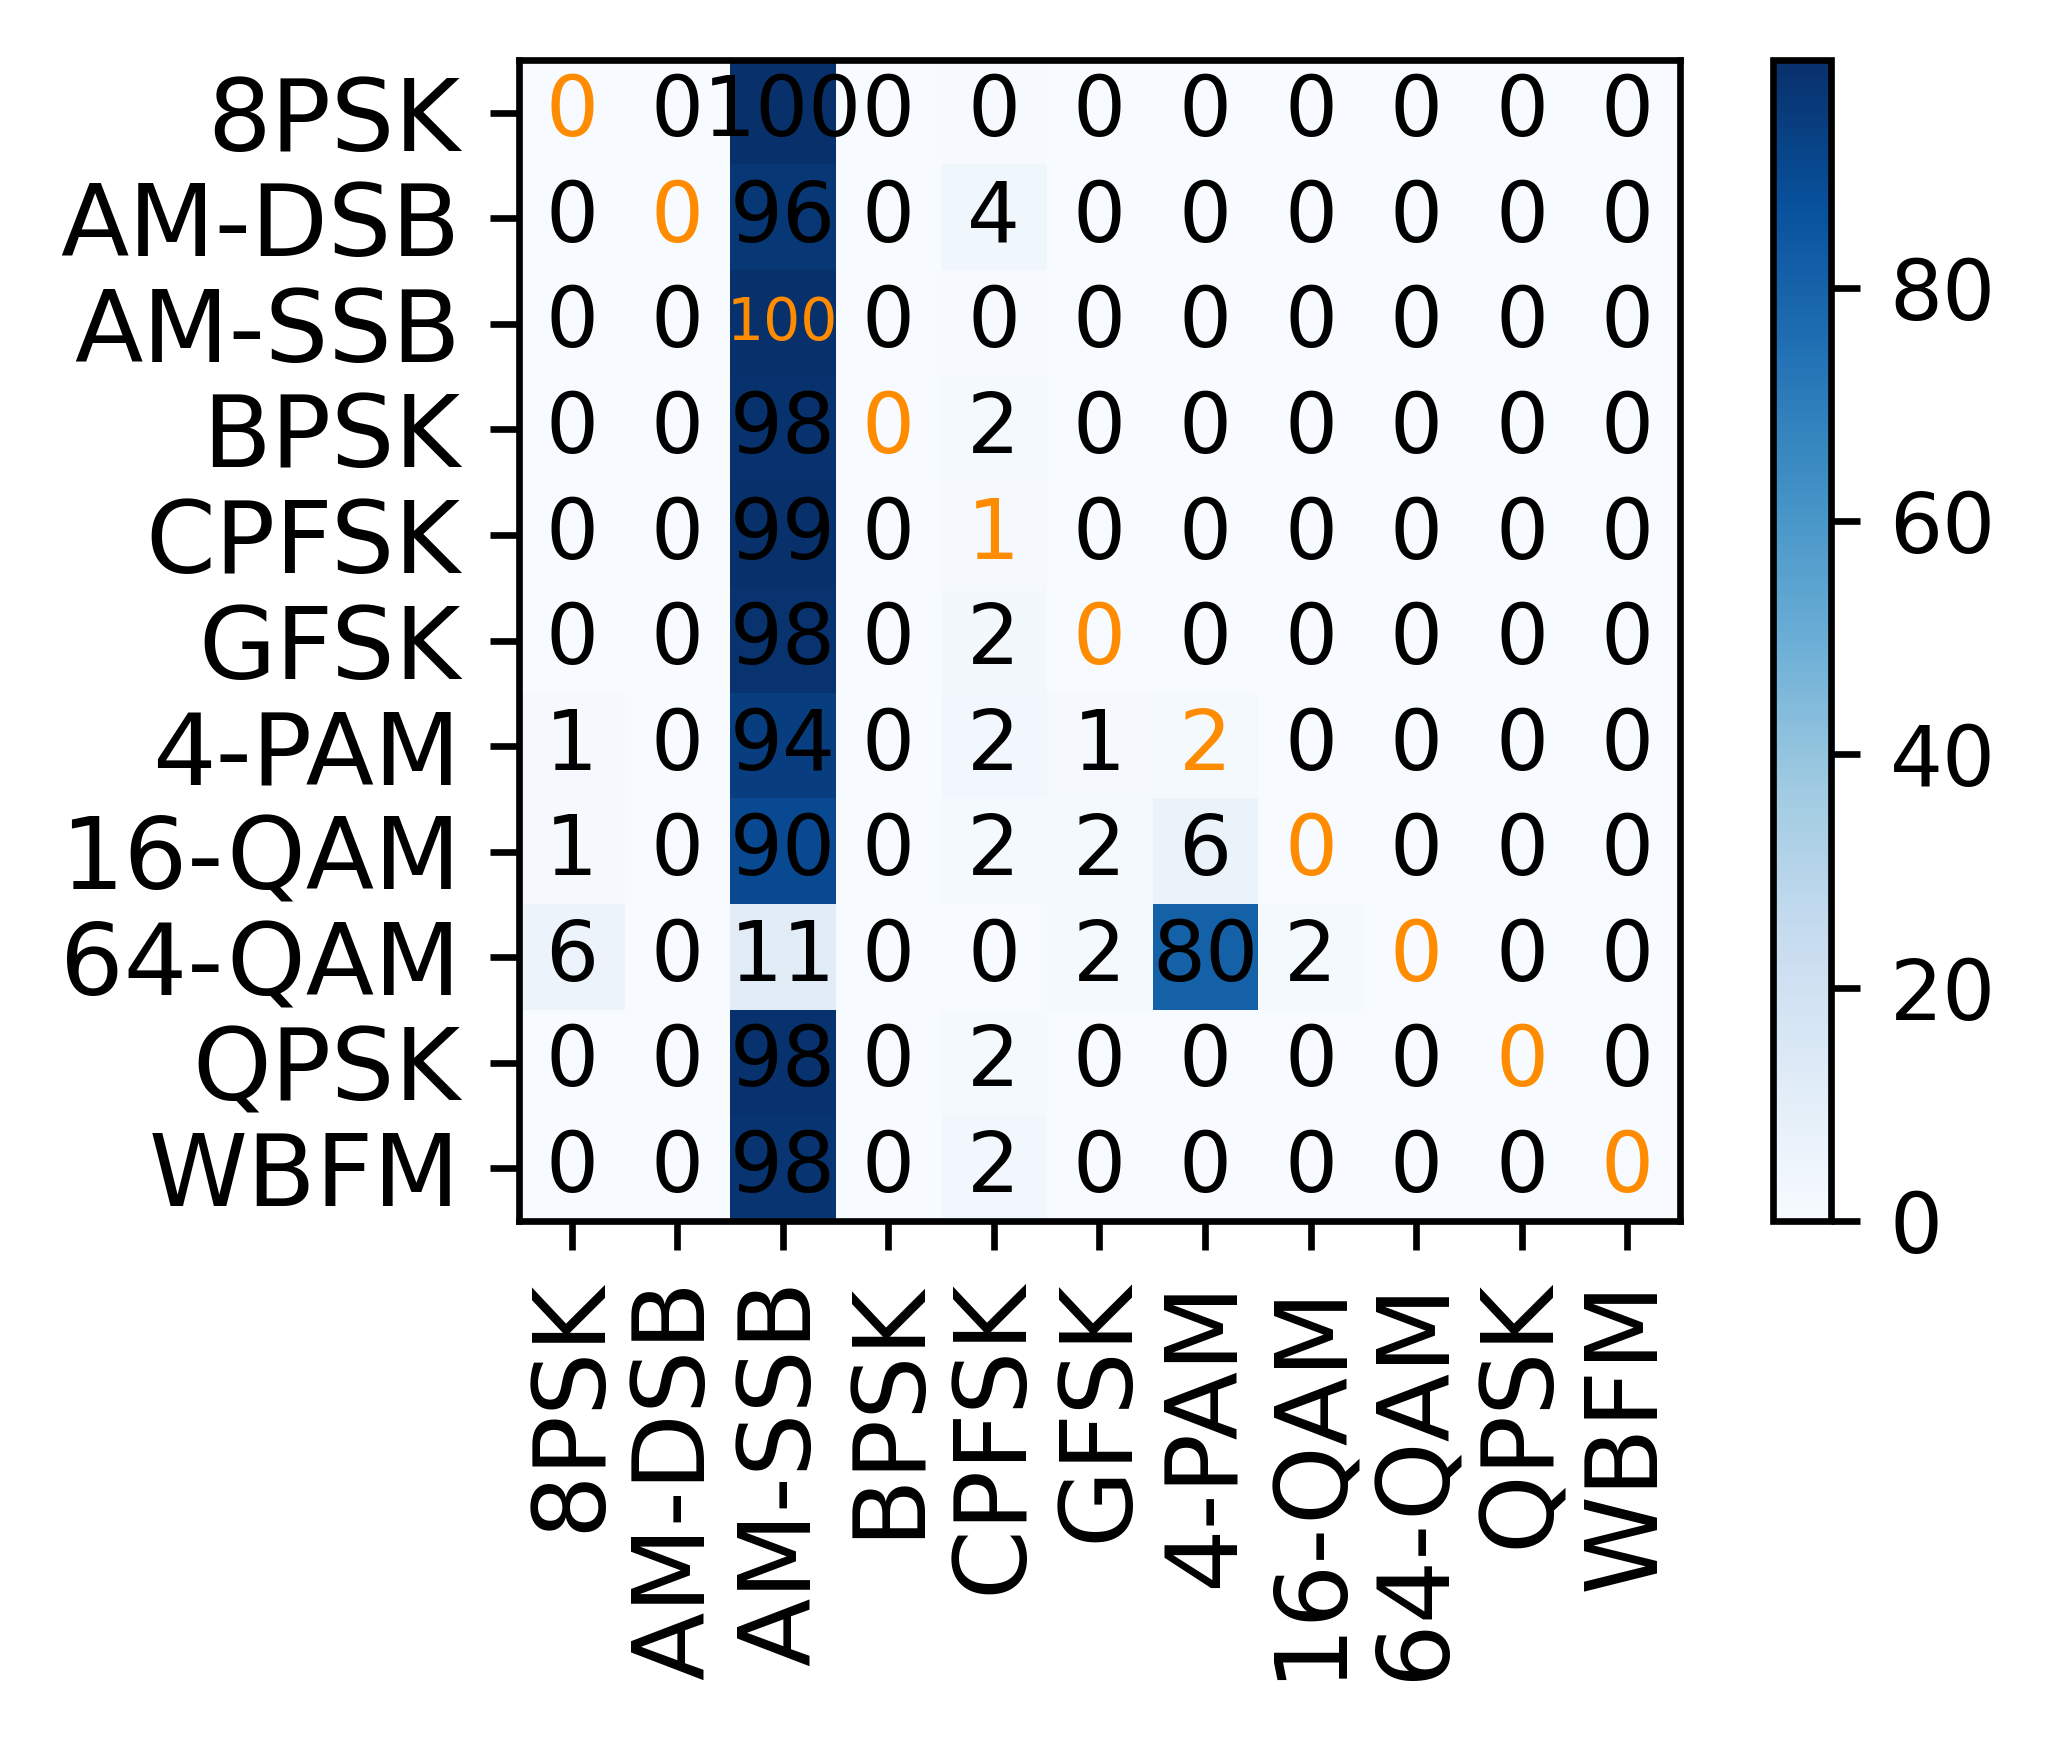 8PSK 0 0 100 0 0 0 0 0 0 0 0
AM-DSB 0 0 96 0 4 0 0 0 0 0 0
AM-SSB 0 0 100 0 0 0 0 0 0 0 0
BPSK 0 0 98 0 2 0 0 0 0 0 0
CPFSK 0 0 99 0 1 0 0 0 0 0 0
GFSK 0 0 98 0 2 0 0 0 0 0 0
4-PAM 1 0 94 0 2 1 2 0 0 0 0
16-QAM 1 0 90 0 2 2 6 0 0 0 0
64-QAM 6 0 11 0 0 2 80 2 0 0 0
QPSK 0 0 98 0 2 0 0 0 0 0 0
WBFM 0 0 98 0 2 0 0 0 0 0 0
8PSK
AM-DSB
AM-SSB
BPSK
CPFSK
GFSK
4-PAM
16-QAM
64-QAM
QPSK
WBFM
80
60
40
20
0